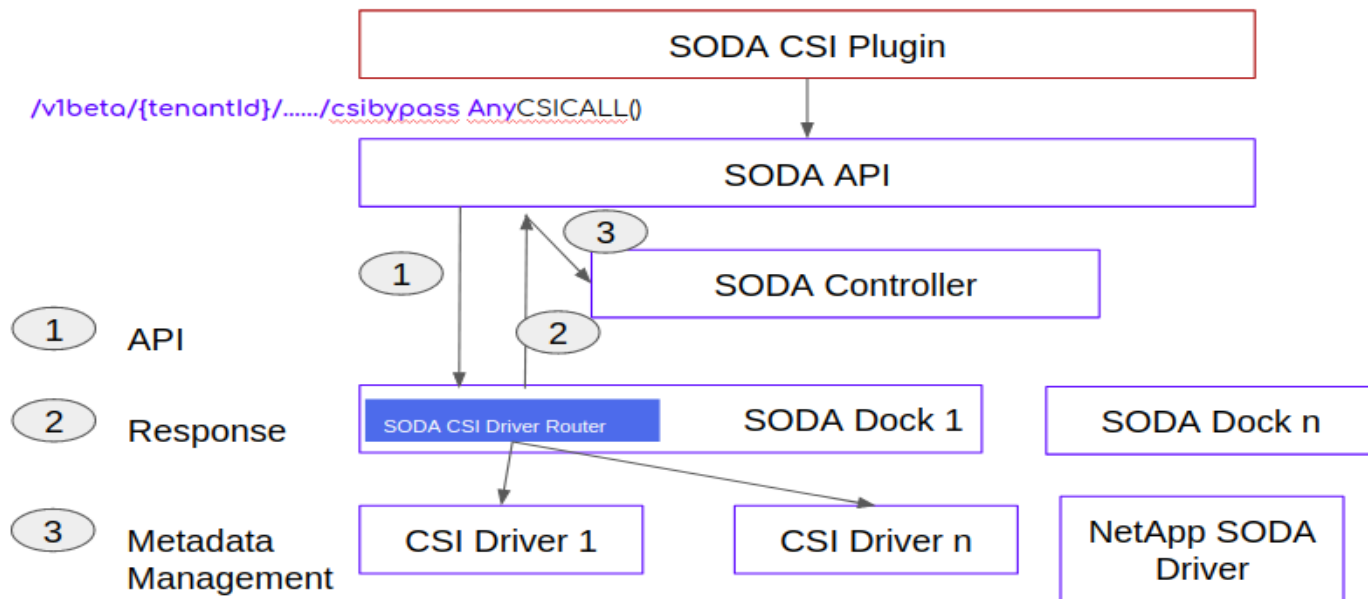 SODA CSI Plugin
/v1beta/{tenantId}/....../csibypass AnyCSICALL()
SODA API
3
1
SODA Controller
1
API
2
2
Response
SODA CSI Driver Router
SODA Dock 1
SODA Dock n
3
Metadata
Management
CSI Driver 1
CSI Driver n
NetApp SODA
Driver